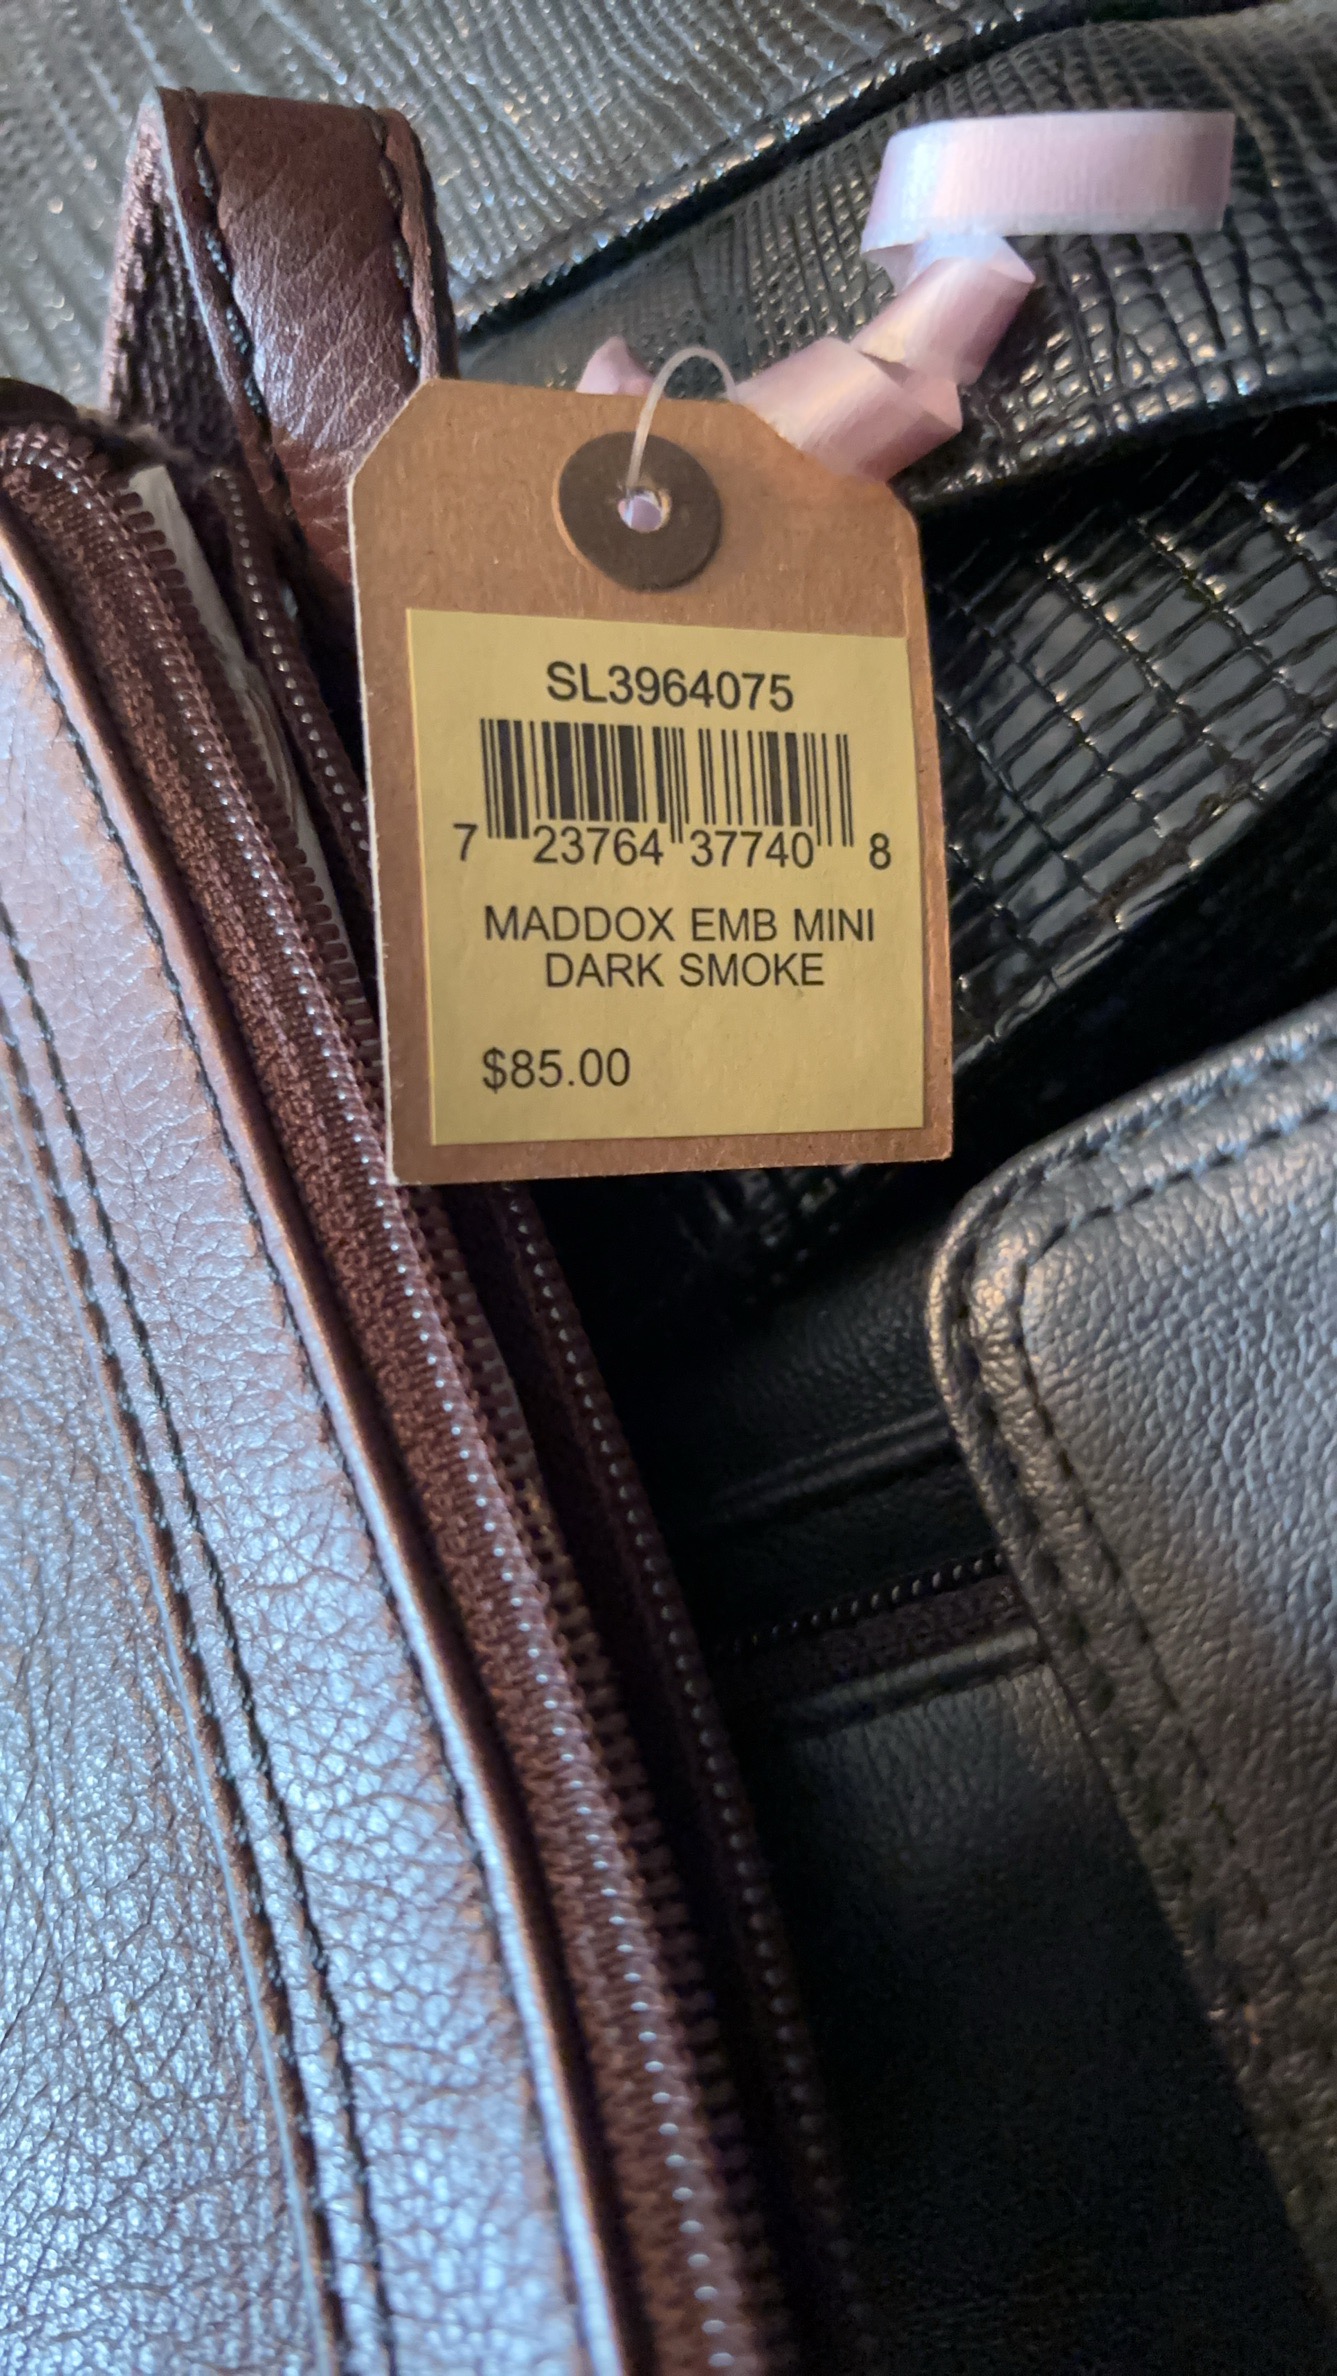 SL3964075
7 23764 37740 8
MADDOX EMB MINI
DARK SMOKE
$85.00